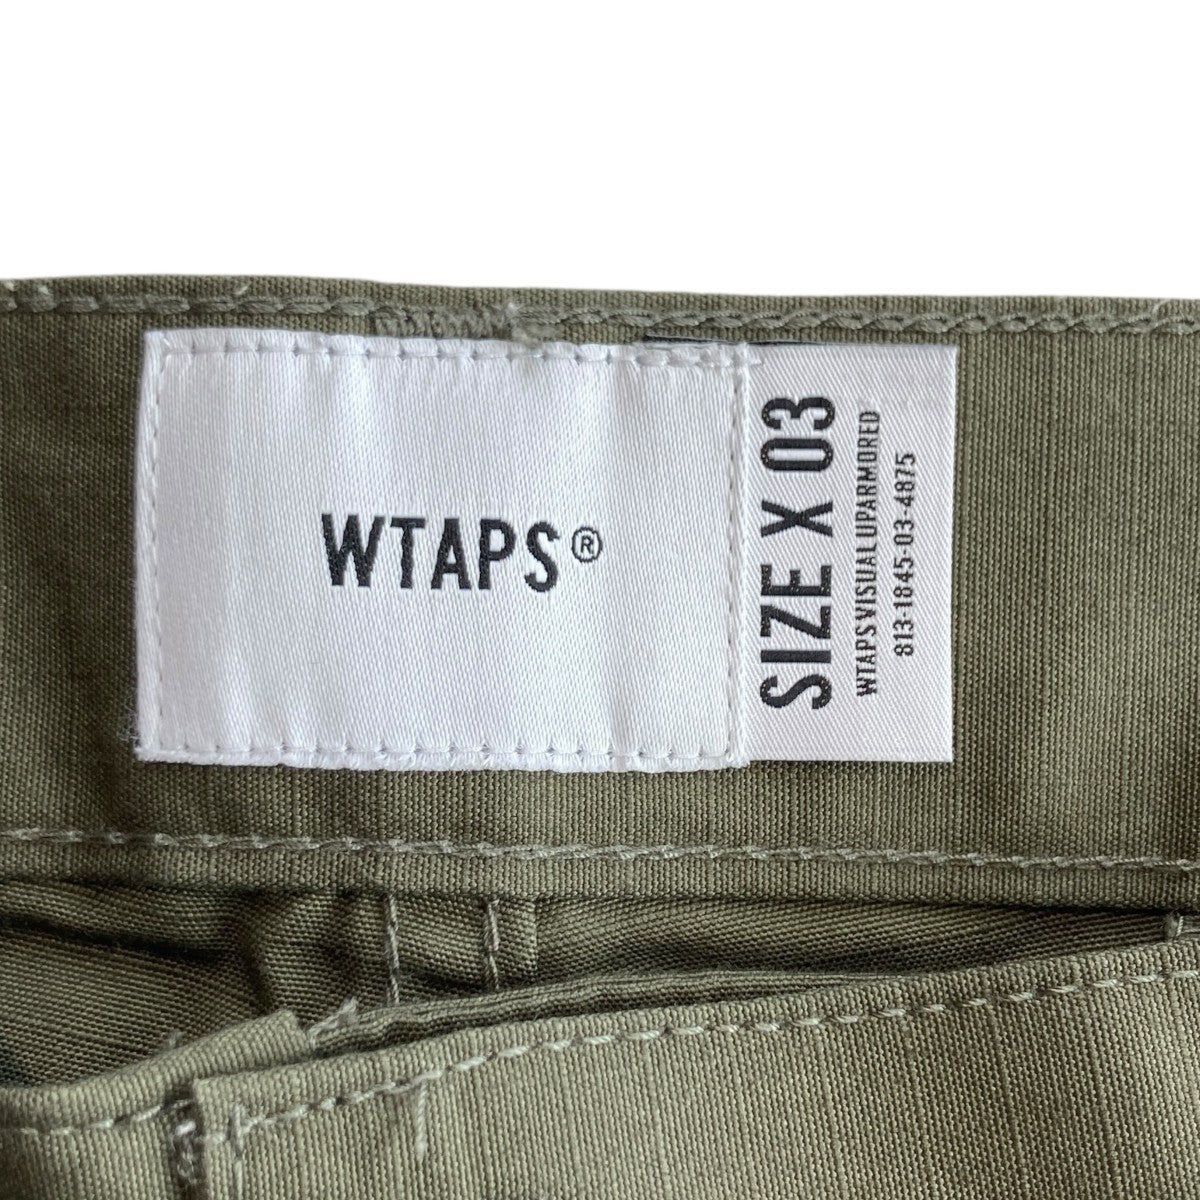 WTAPS®
SIZE X 03
WTAPS VISUAL UPARMORED
813-1845-03-4875